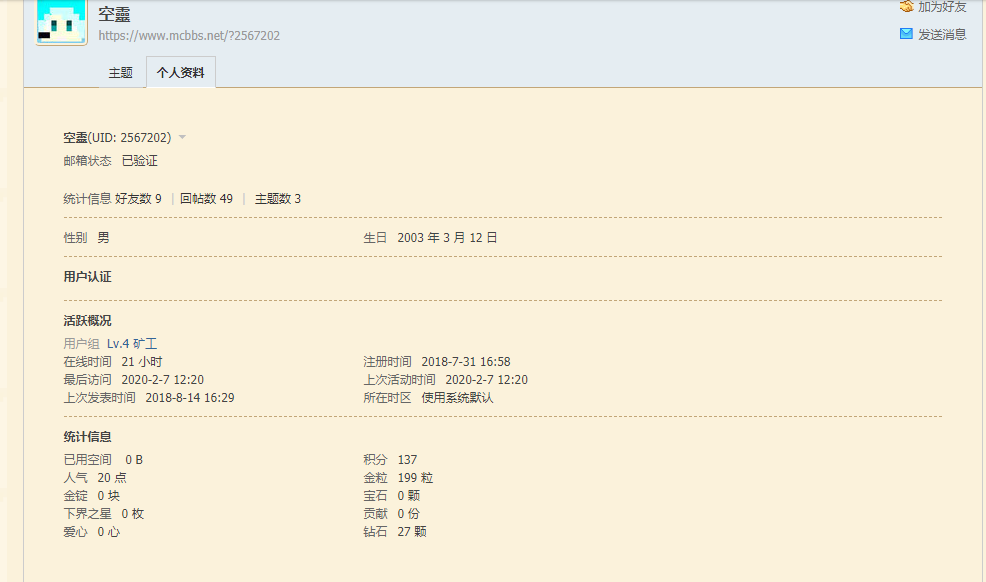 空靈
加为好友
https://www.mcbbs.net/?2567202
发送消息
主题 个人资料
空靈(UID: 2567202)
邮箱状态 已验证
统计信息 好友数 9 | 回帖数 49 | 主题数 3
性别 男 生日 2003 年 3 月 12 日
用户认证
活跃概况
用户组 Lv.4 矿工
在线时间 21 小时 注册时间 2018-7-31 16:58
最后访问 2020-2-7 12:20 上次活动时间 2020-2-7 12:20
上次发表时间 2018-8-14 16:29 所在时区 使用系统默认
统计信息
已用空间 0 B 积分 137
人气 20 点 金粒 199 粒
金锭 0 块 宝石 0 颗
下界之星 0 枚 贡献 0 份
爱心 0 心 钻石 27 颗